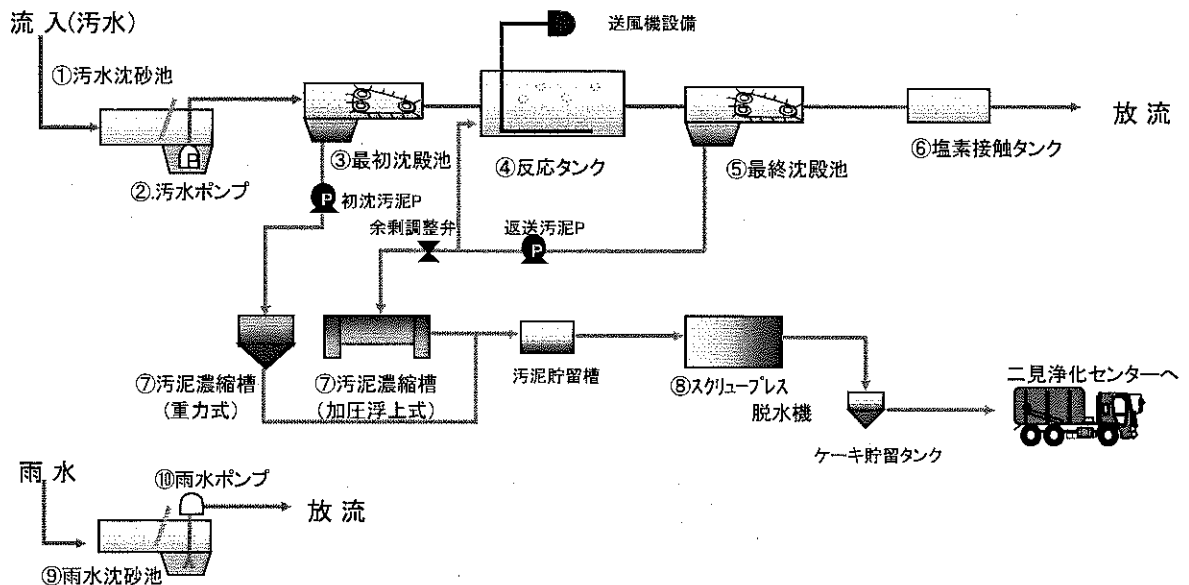 流入(汚水)
送風機設備
①汚水沈砂池
放流
③最初沈殿池
④反応タンク
⑤最終沈殿池
⑥塩素接触タンク
②.汚水ポンプ
P
初沈汚泥P
余剰調整弁
返送汚泥P
P
⑦汚泥濃縮槽
(重力式)
⑦汚泥濃縮槽
(加圧浮上式)
汚泥貯留槽
⑧スクリュープレス
脱水機
二見浄化センターへ
ケーキ貯留タンク
雨水
⑩雨水ポンプ
放流
⑨雨水沈砂池